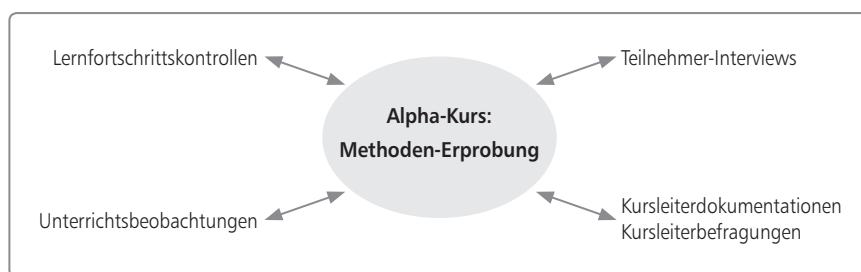 Lernfortschrittskontrollen
Teilnehmer-Interviews
Alpha-Kurs:
Methoden-Erprobung
Unterrichtsbeobachtungen
Kursleiterdokumentationen
Kursleiterbefragungen